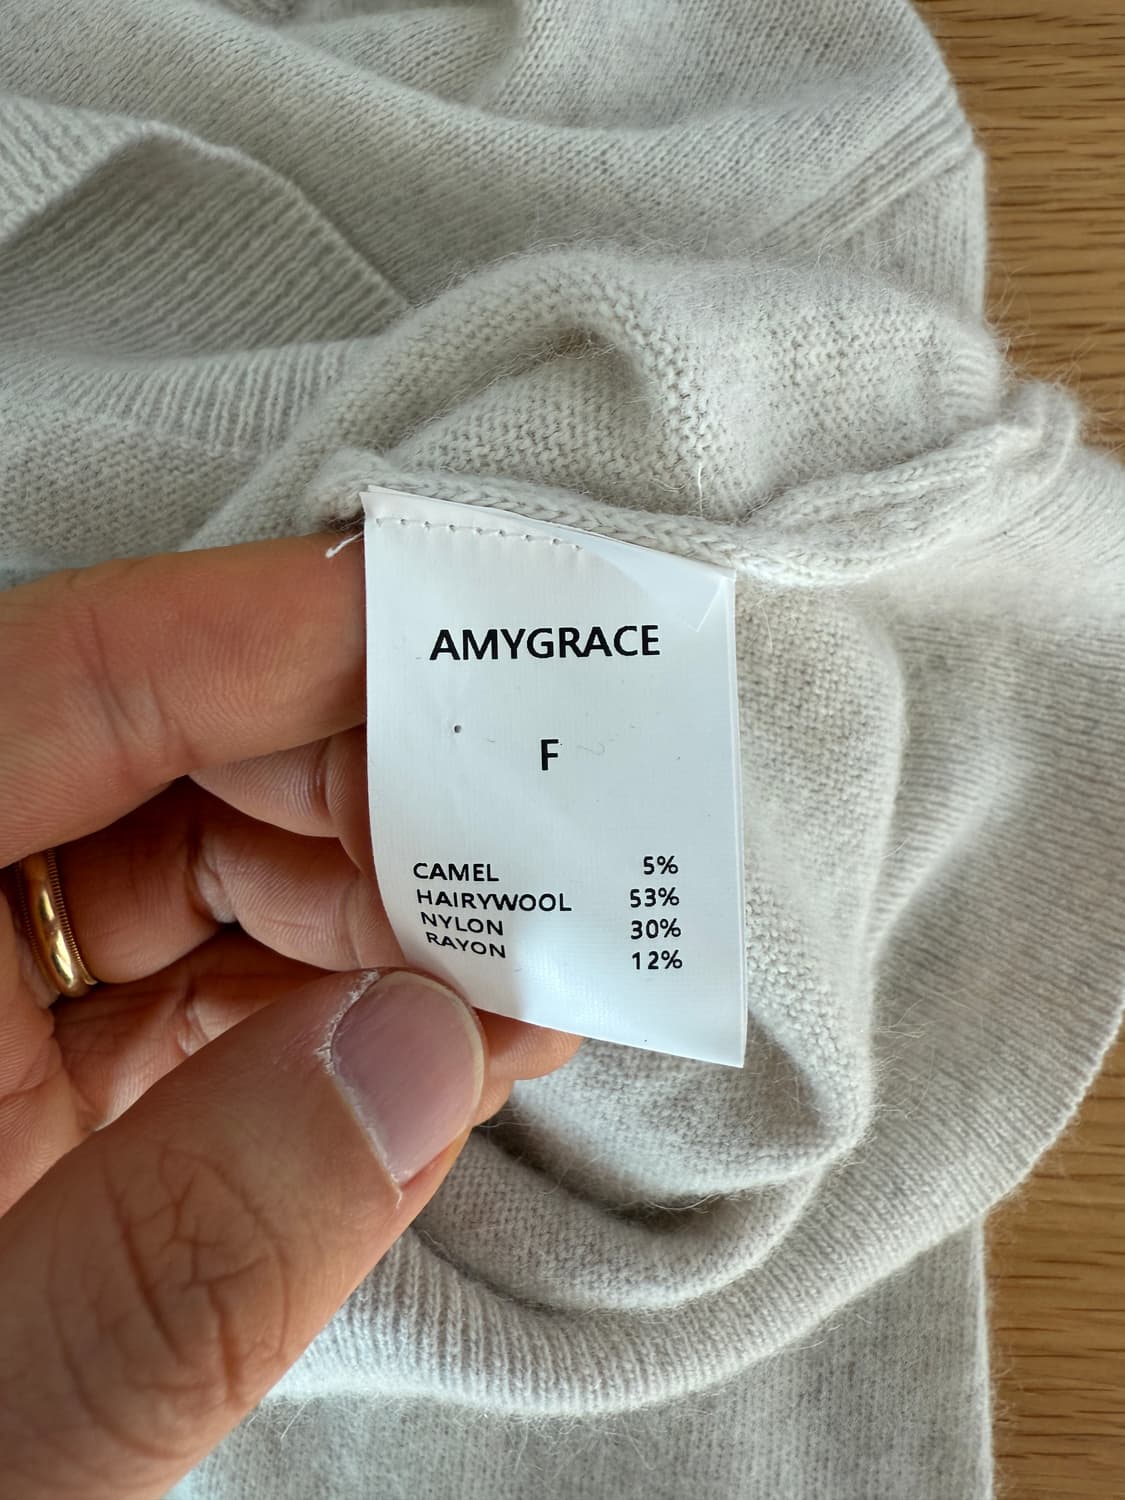 AMYGRACE
F
CAMEL 5%
HAIRYWOOL 53%
NYLON 30%
RAYON 12%